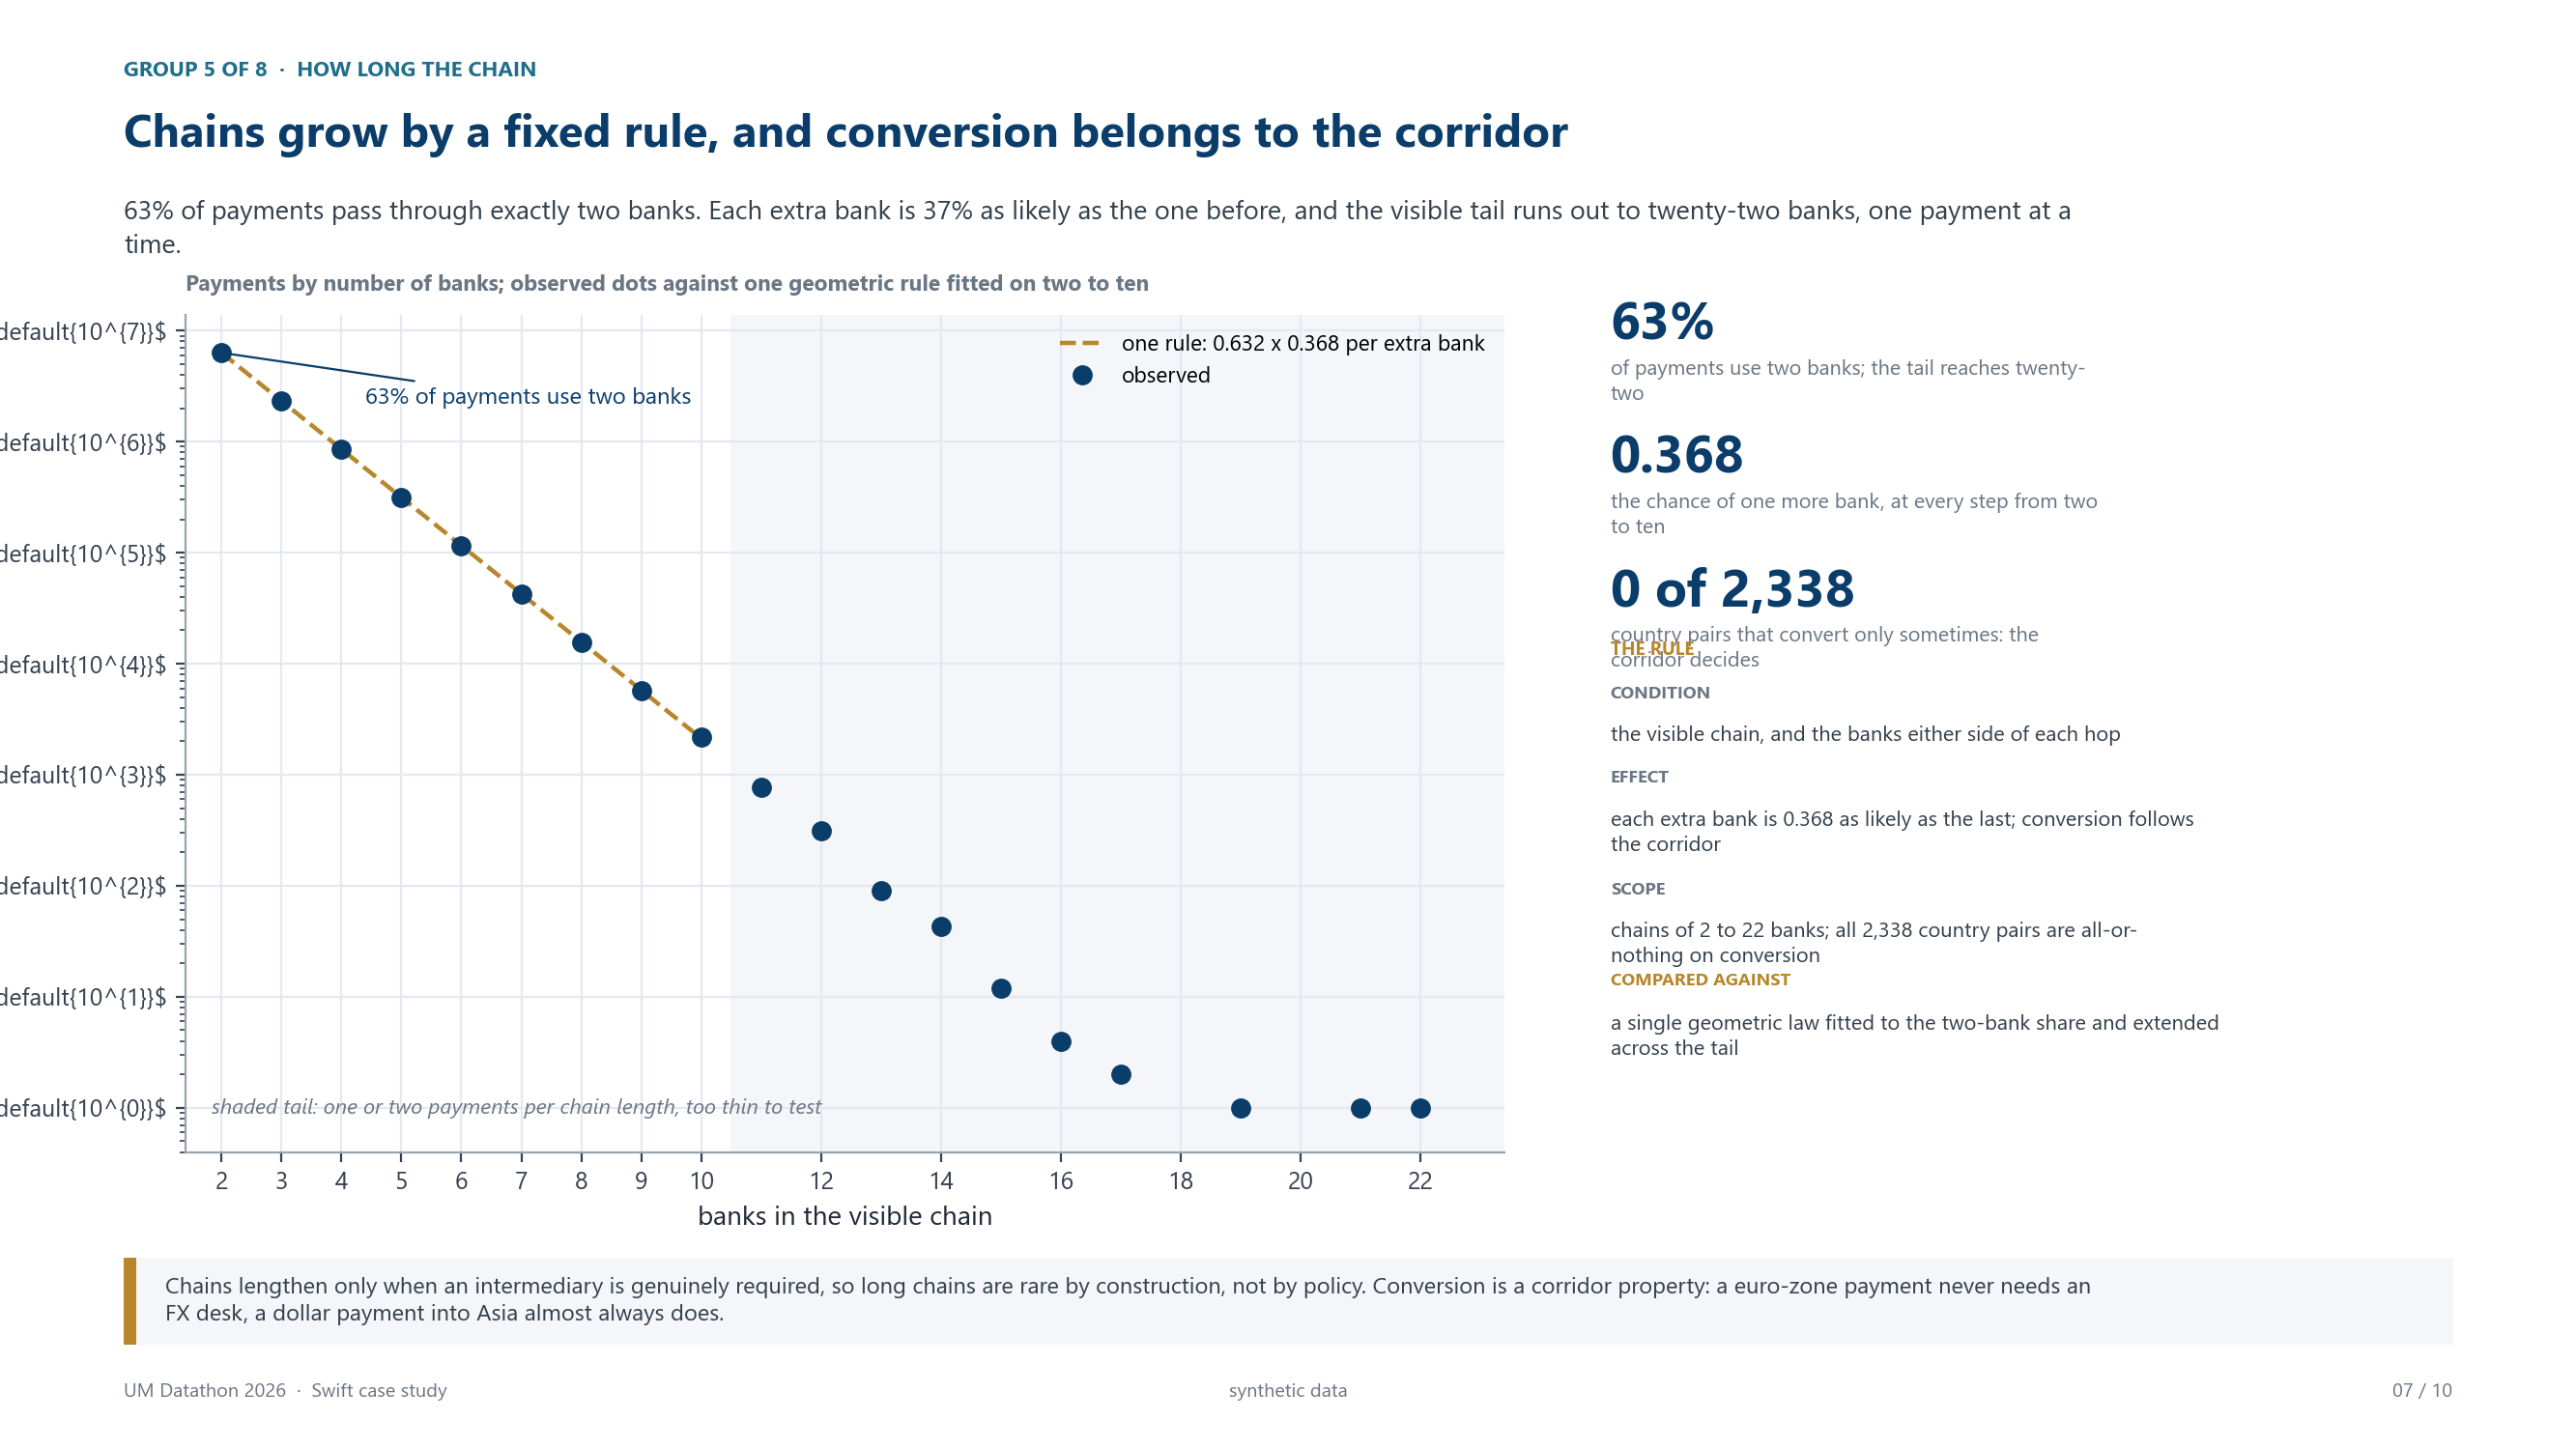 GROUP 5 OF 8 · HOW LONG THE CHAIN
Chains grow by a fixed rule, and conversion belongs to the corridor
63% of payments pass through exactly two banks. Each extra bank is 37% as likely as the one before, and the visible tail runs out to twenty-two banks, one payment at a
time.
Payments by number of banks; observed dots against one geometric rule fitted on two to ten
default{10^{7}}$
default{10^{6}}$
default{10^{5}}$
default{10^{4}}$
default{10^{3}}$
default{10^{2}}$
default{10^{1}}$
default{10^{0}}$
one rule: 0.632 x 0.368 per extra bank
observed
63% of payments use two banks
shaded tail: one or two payments per chain length, too thin to test
2 3 4 5 6 7 8 9 10 12 14 16 18 20 22
banks in the visible chain
63%
of payments use two banks; the tail reaches twenty-
two
0.368
the chance of one more bank, at every step from two
to ten
0 of 2,338
country pairs that convert only sometimes: the
corridor decides
THE RULE
CONDITION
the visible chain, and the banks either side of each hop
EFFECT
each extra bank is 0.368 as likely as the last; conversion follows
the corridor
SCOPE
chains of 2 to 22 banks; all 2,338 country pairs are all-or-
nothing on conversion
COMPARED AGAINST
a single geometric law fitted to the two-bank share and extended
across the tail
Chains lengthen only when an intermediary is genuinely required, so long chains are rare by construction, not by policy. Conversion is a corridor property: a euro-zone payment never needs an
FX desk, a dollar payment into Asia almost always does.
UM Datathon 2026 · Swift case study
synthetic data
07 / 10